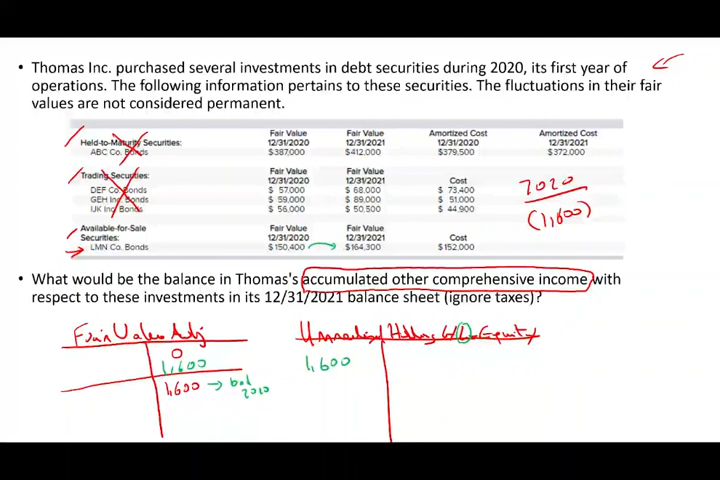 • Thomas Inc. purchased several investments in debt securities during 2020, its first year of
operations. The following information pertains to these securities. The fluctuations in their fair
values are not considered permanent.
Held-to-Maturity Securities: Fair Value 12/31/2020 Fair Value 12/31/2021 Amortized Cost 12/31/2020 Amortized Cost 12/31/2021
ABC Co. Bonds $387,000 $412,000 $379,500 $372,000
Trading Securities: Fair Value 12/31/2020 Fair Value 12/31/2021 Cost
DEF Co. Bonds $ 57,000 $ 68,000 $ 73,400
GEH Inc. Bonds $ 59,000 $ 89,000 $ 51,000
IJK Inc. Bonds $ 56,000 $ 50,500 $ 44,900
2020
(1,600)
Available-for-Sale Securities: Fair Value 12/31/2020 Fair Value 12/31/2021 Cost
LMN Co. Bonds $150,400 $164,300 $152,000
• What would be the balance in Thomas's accumulated other comprehensive income with
respect to these investments in its 12/31/2021 balance sheet (ignore taxes)?
Fair Value Adj
0
1,600
1,600 → bal 2020
Unrealized Holding G/L - Equity
1,600